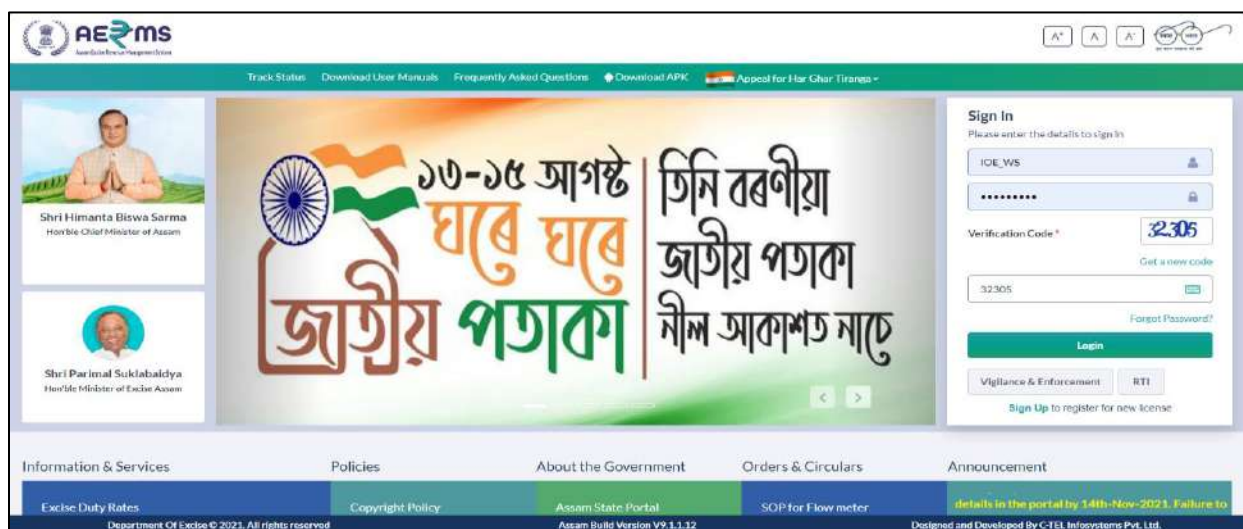 AE₹MS
Assam Excise Revenue Management System
A+ A A-
Track Status Download User Manuals Frequently Asked Questions Download APK Appeal for Har Ghar Tiranga
Shri Himanta Biswa Sarma
Hon'ble Chief Minister of Assam
Shri Parimal Suklabaidya
Hon'ble Minister of Excise Assam
১৩-১৫ আগষ্ট
ঘৰে ঘৰে
জাতীয় পতাকা
তিনি বৰণীয়া
জাতীয় পতাকা
নীল আকাশত নাচে
Sign In
Please enter the details to sign in
IOE_WS
•••••••••
Verification Code *
32305
Get a new code
32305
Forgot Password?
Login
Vigilance & Enforcement RTI
Sign Up to register for new license
Information & Services Policies About the Government Orders & Circulars Announcement
Excise Duty Rates Copyright Policy Assam State Portal SOP for Flow meter details in the portal by 14th-Nov-2021. Failure to
Department Of Excise © 2021. All rights reserved Assam Build Version V9.1.1.12 Designed and Developed By C-TEL Infosystems Pvt. Ltd.